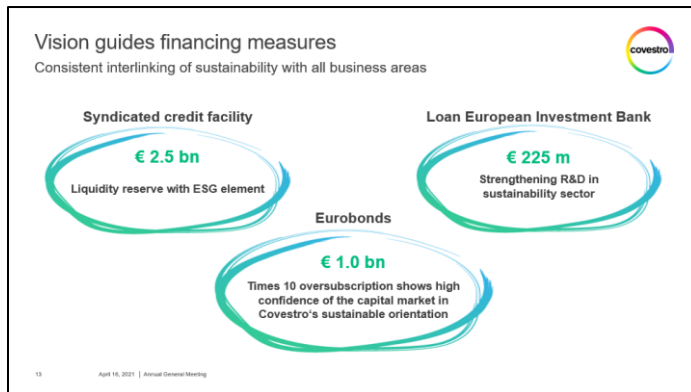 Vision guides financing measures
covestro
Consistent interlinking of sustainability with all business areas
Syndicated credit facility
€ 2.5 bn
Liquidity reserve with ESG element
Loan European Investment Bank
€ 225 m
Strengthening R&D in
sustainability sector
Eurobonds
€ 1.0 bn
Times 10 oversubscription shows high
confidence of the capital market in
Covestro‘s sustainable orientation
13 April 16, 2021 | Annual General Meeting